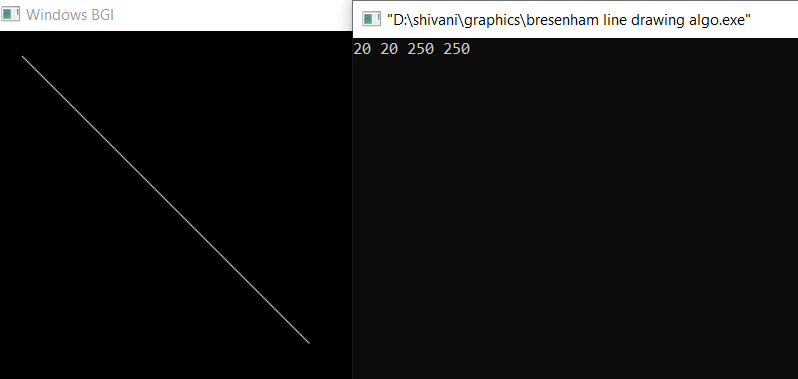 Windows BGI
"D:\shivani\graphics\bresenham line drawing algo.exe"
20 20 250 250